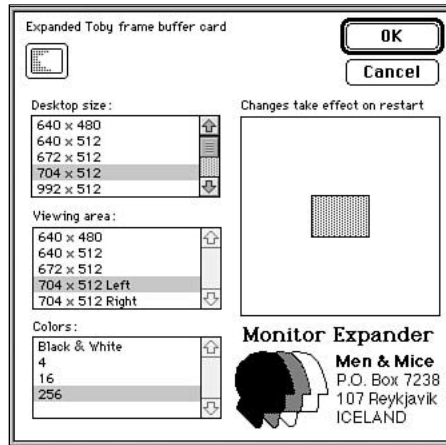 Expanded Toby frame buffer card
OK
Cancel
Desktop size:
640 x 480
640 x 512
672 x 512
704 x 512
992 x 512
Changes take effect on restart
Viewing area:
640 x 480
640 x 512
672 x 512
704 x 512 Left
704 x 512 Right
Colors:
Black & White
4
16
256
Monitor Expander
Men & Mice
P.O. Box 7238
107 Reykjavik
ICELAND